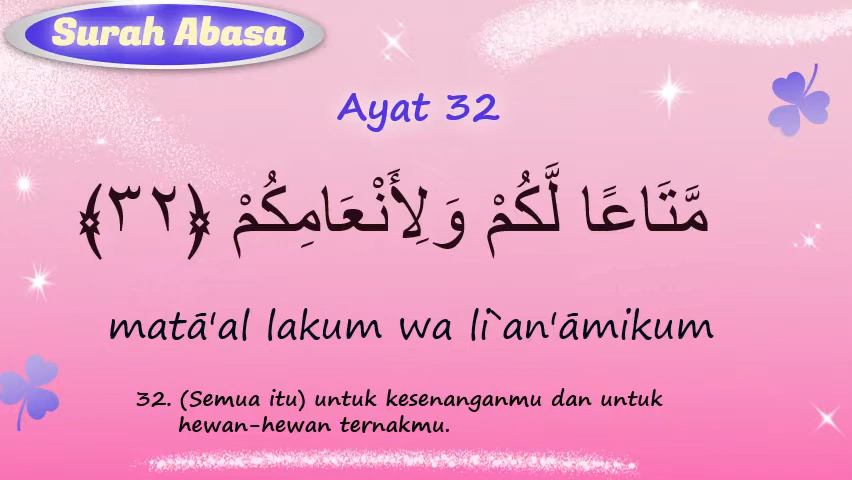 Surah Abasa
Ayat 32
مَّتَاعًا لَّكُمْ وَلِأَنْعَامِكُمْ ﴿٣٢﴾
matā'al lakum wa li`an'āmikum
32. (Semua itu) untuk kesenanganmu dan untuk
hewan-hewan ternakmu.